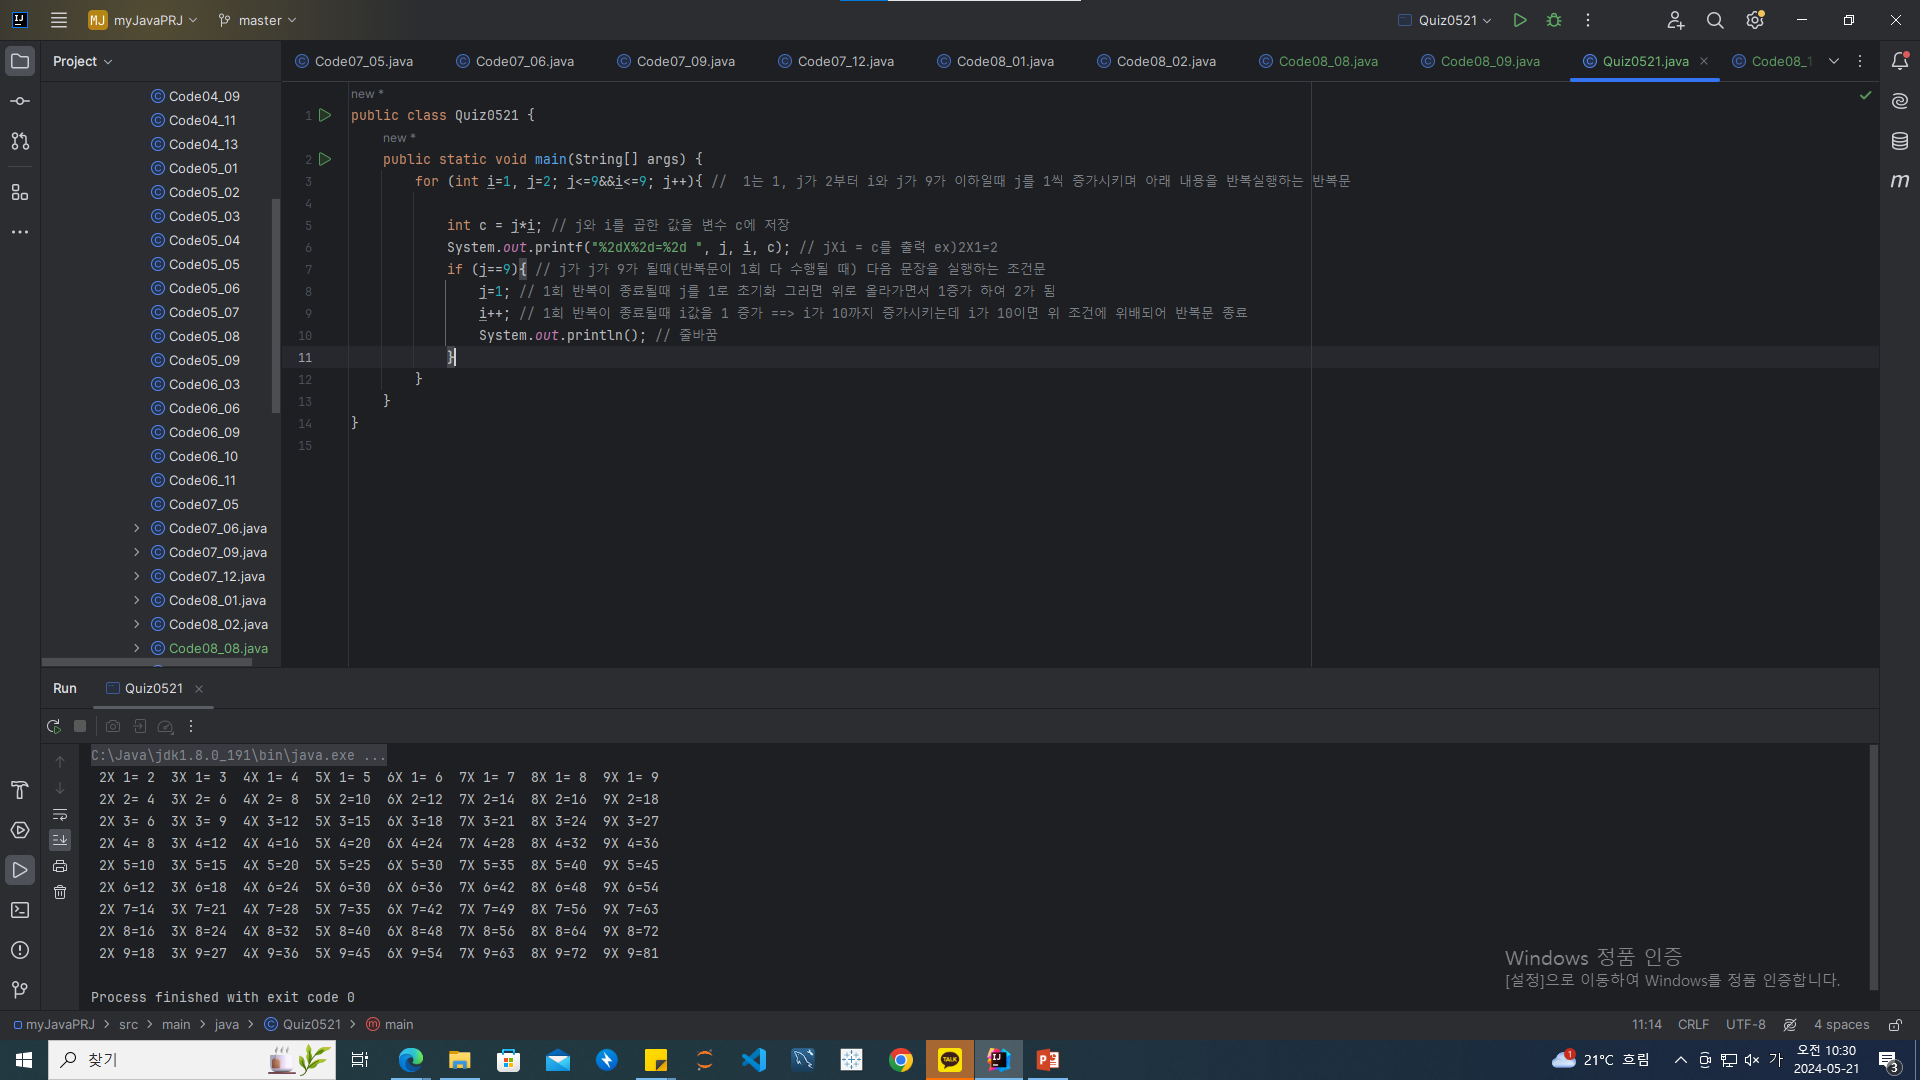 MJ myJavaPRJ master Quiz0521
Project
Code07_05.java Code07_06.java Code07_09.java Code07_12.java Code08_01.java Code08_02.java Code08_08.java Code08_09.java Quiz0521.java Code08_1
Code04_09
Code04_11
Code04_13
Code05_01
Code05_02
Code05_03
Code05_04
Code05_05
Code05_06
Code05_07
Code05_08
Code05_09
Code06_03
Code06_06
Code06_09
Code06_10
Code06_11
Code07_05
Code07_06.java
Code07_09.java
Code07_12.java
Code08_01.java
Code08_02.java
Code08_08.java
new *
1 public class Quiz0521 {
new *
2 public static void main(String[] args) {
3 for (int i=1, j=2; j<=9&&i<=9; j++){ // 1는 1, j가 2부터 i와 j가 9가 이하일때 j를 1씩 증가시키며 아래 내용을 반복실행하는 반복문
4
5 int c = j*i; // j와 i를 곱한 값을 변수 c에 저장
6 System.out.printf("%2dX%2d=%2d ", j, i, c); // jXi = c를 출력 ex)2X1=2
7 if (j==9){ // j가 j가 9가 될때(반복문이 1회 다 수행될 때) 다음 문장을 실행하는 조건문
8 j=1; // 1회 반복이 종료될때 j를 1로 초기화 그러면 위로 올라가면서 1증가 하여 2가 됨
9 i++; // 1회 반복이 종료될때 i값을 1 증가 ==> i가 10까지 증가시키는데 i가 10이면 위 조건에 위배되어 반복문 종료
10 System.out.println(); // 줄바꿈
11 }
12 }
13 }
14 }
15
Run Quiz0521
C:\Java\jdk1.8.0_191\bin\java.exe ...
2X 1= 2 3X 1= 3 4X 1= 4 5X 1= 5 6X 1= 6 7X 1= 7 8X 1= 8 9X 1= 9
2X 2= 4 3X 2= 6 4X 2= 8 5X 2=10 6X 2=12 7X 2=14 8X 2=16 9X 2=18
2X 3= 6 3X 3= 9 4X 3=12 5X 3=15 6X 3=18 7X 3=21 8X 3=24 9X 3=27
2X 4= 8 3X 4=12 4X 4=16 5X 4=20 6X 4=24 7X 4=28 8X 4=32 9X 4=36
2X 5=10 3X 5=15 4X 5=20 5X 5=25 6X 5=30 7X 5=35 8X 5=40 9X 5=45
2X 6=12 3X 6=18 4X 6=24 5X 6=30 6X 6=36 7X 6=42 8X 6=48 9X 6=54
2X 7=14 3X 7=21 4X 7=28 5X 7=35 6X 7=42 7X 7=49 8X 7=56 9X 7=63
2X 8=16 3X 8=24 4X 8=32 5X 8=40 6X 8=48 7X 8=56 8X 8=64 9X 8=72
2X 9=18 3X 9=27 4X 9=36 5X 9=45 6X 9=54 7X 9=63 8X 9=72 9X 9=81
Process finished with exit code 0
Windows 정품 인증
[설정]으로 이동하여 Windows를 정품 인증합니다.
myJavaPRJ src main java Quiz0521 main 11:14 CRLF UTF-8 4 spaces
찾기
TALK
1 21°C 흐림 가 오전 10:30
2024-05-21
3